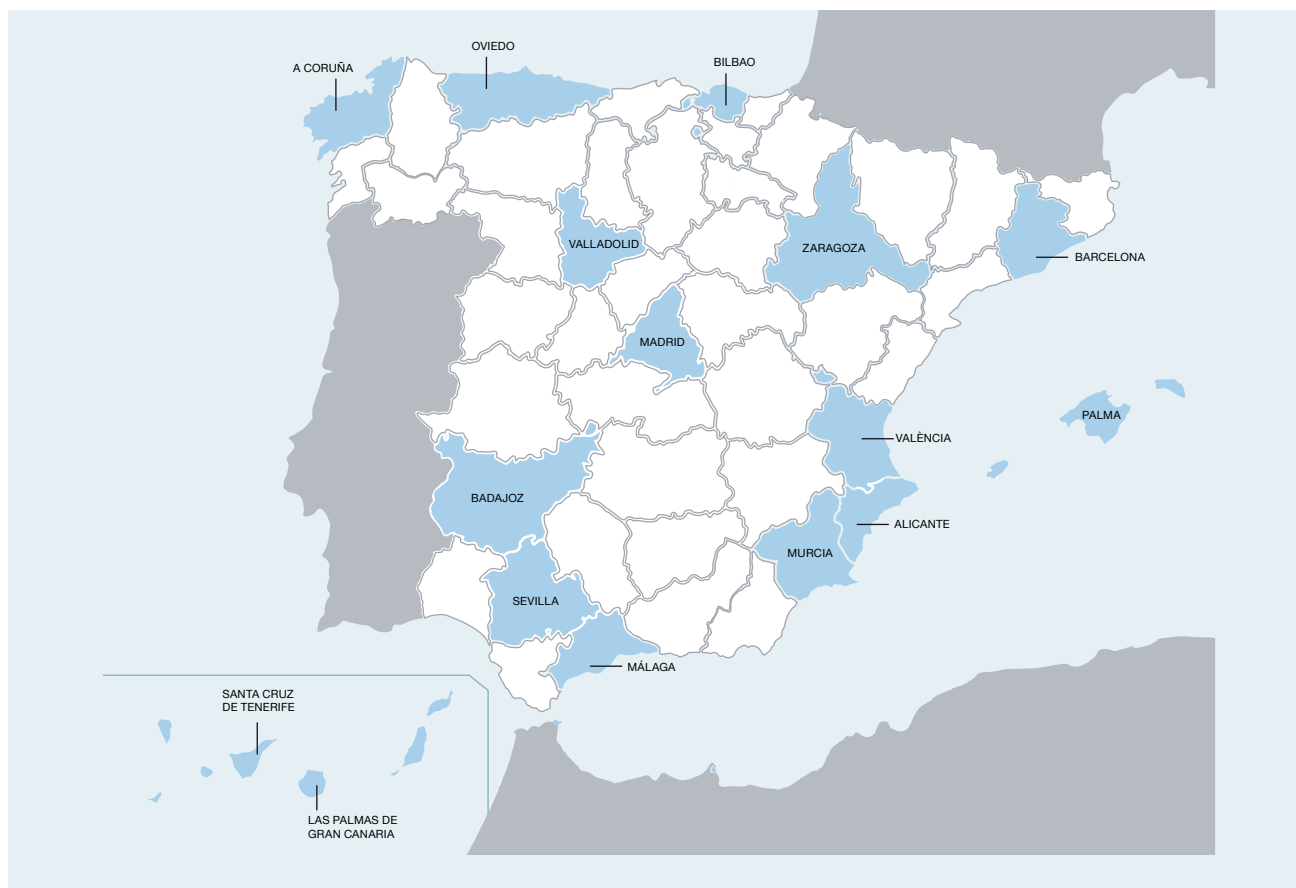 OVIEDO
A CORUÑA
BILBAO
VALLADOLID
ZARAGOZA
BARCELONA
MADRID
PALMA
VALÈNCIA
BADAJOZ
ALICANTE
MURCIA
SEVILLA
MÁLAGA
SANTA CRUZ
DE TENERIFE
LAS PALMAS DE
GRAN CANARIA